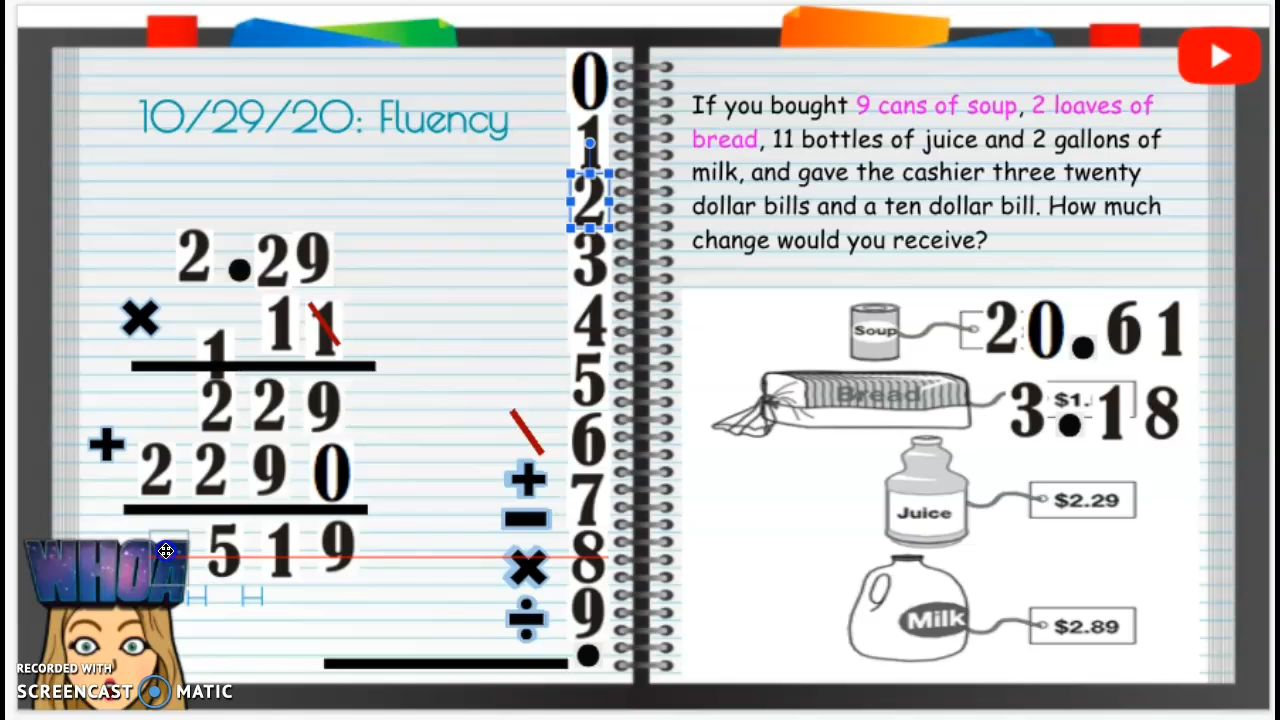 10/29/20: Fluency
2.29
× 11
1
229
+ 2290
519
0
1
2
3
4
5
6
7
8
9
.
\
+
−
×
÷
WHOA
RECORDED WITH
SCREENCAST MATIC
If you bought 9 cans of soup, 2 loaves of
bread, 11 bottles of juice and 2 gallons of
milk, and gave the cashier three twenty
dollar bills and a ten dollar bill. How much
change would you receive?
Soup 20.61
Bread $1. 3.18
Juice $2.29
Milk $2.89